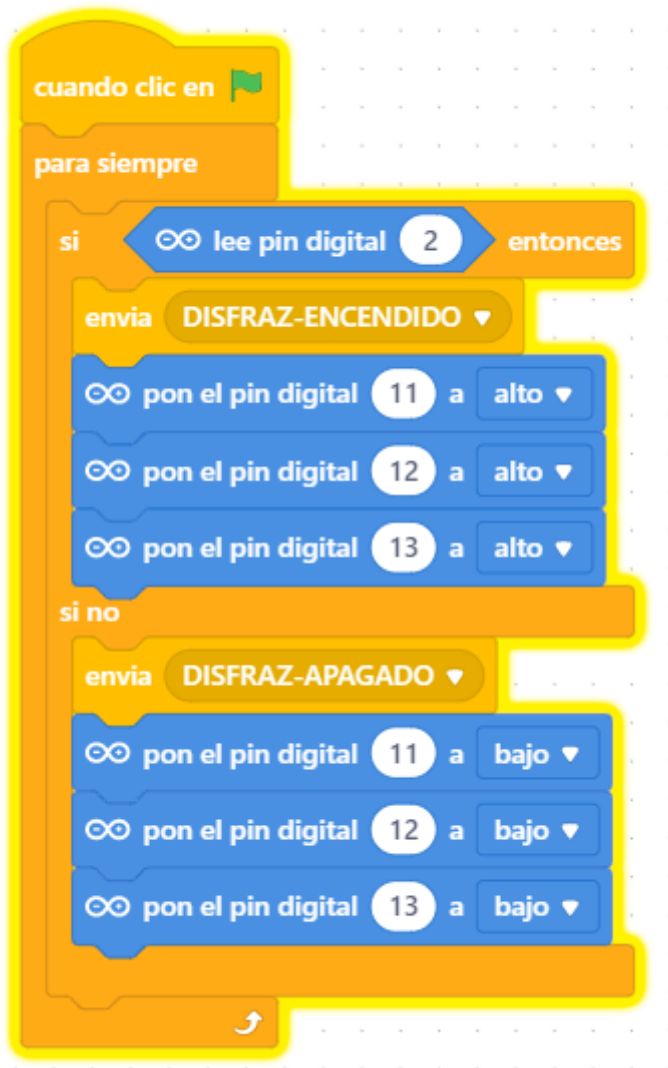 cuando clic en
para siempre
si lee pin digital 2 entonces
envia DISFRAZ-ENCENDIDO
pon el pin digital 11 a alto
pon el pin digital 12 a alto
pon el pin digital 13 a alto
si no
envia DISFRAZ-APAGADO
pon el pin digital 11 a bajo
pon el pin digital 12 a bajo
pon el pin digital 13 a bajo